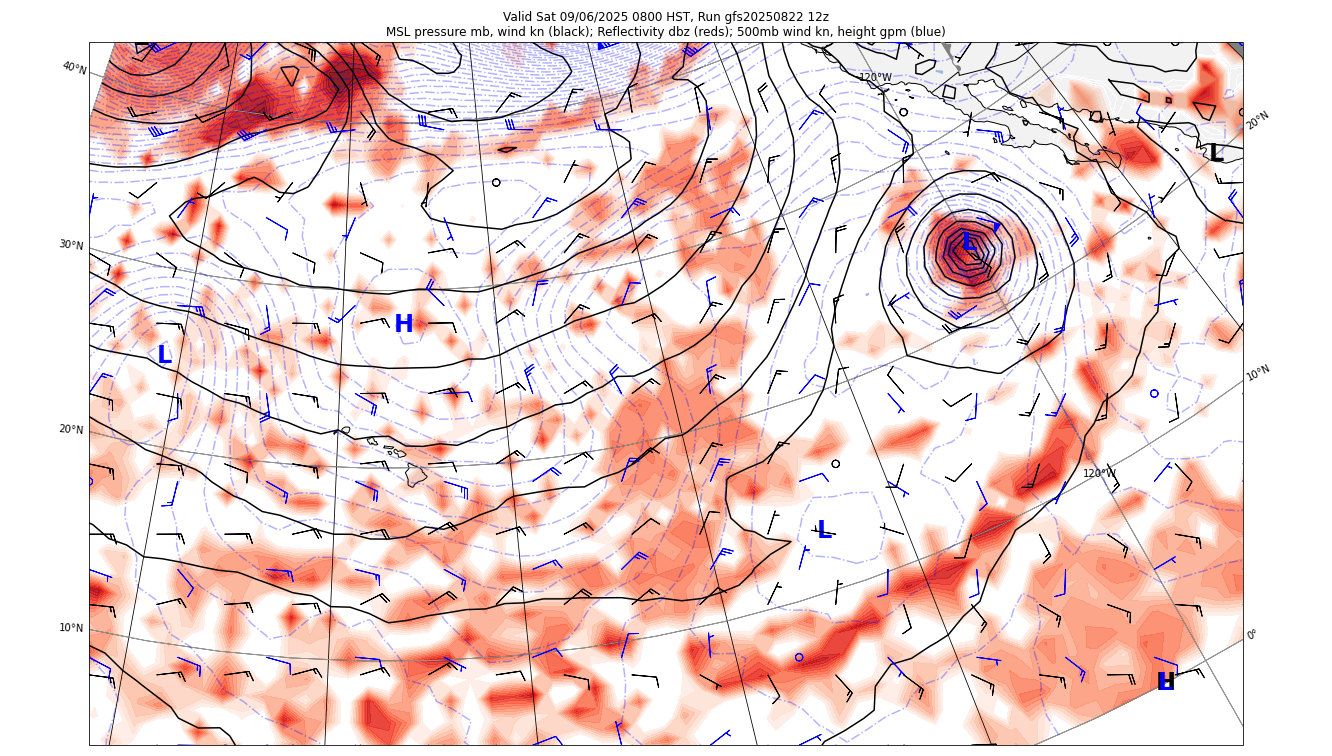 Valid Sat 09/06/2025 0800 HST, Run gfs20250822 12z
MSL pressure mb, wind kn (black); Reflectivity dbz (reds); 500mb wind kn, height gpm (blue)
40°N
120°W
20°N
L
L
30°N
H
L
10°N
20°N
120°W
L
10°N
0°
H
L